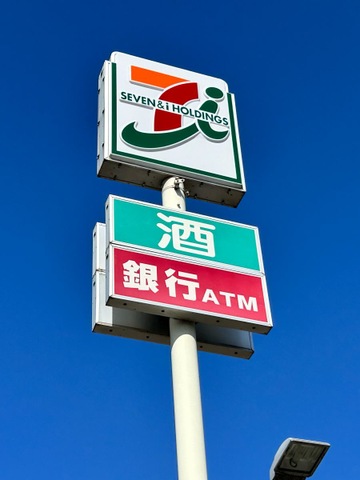 SEVEN & i HOLDINGS
酒
銀行ATM